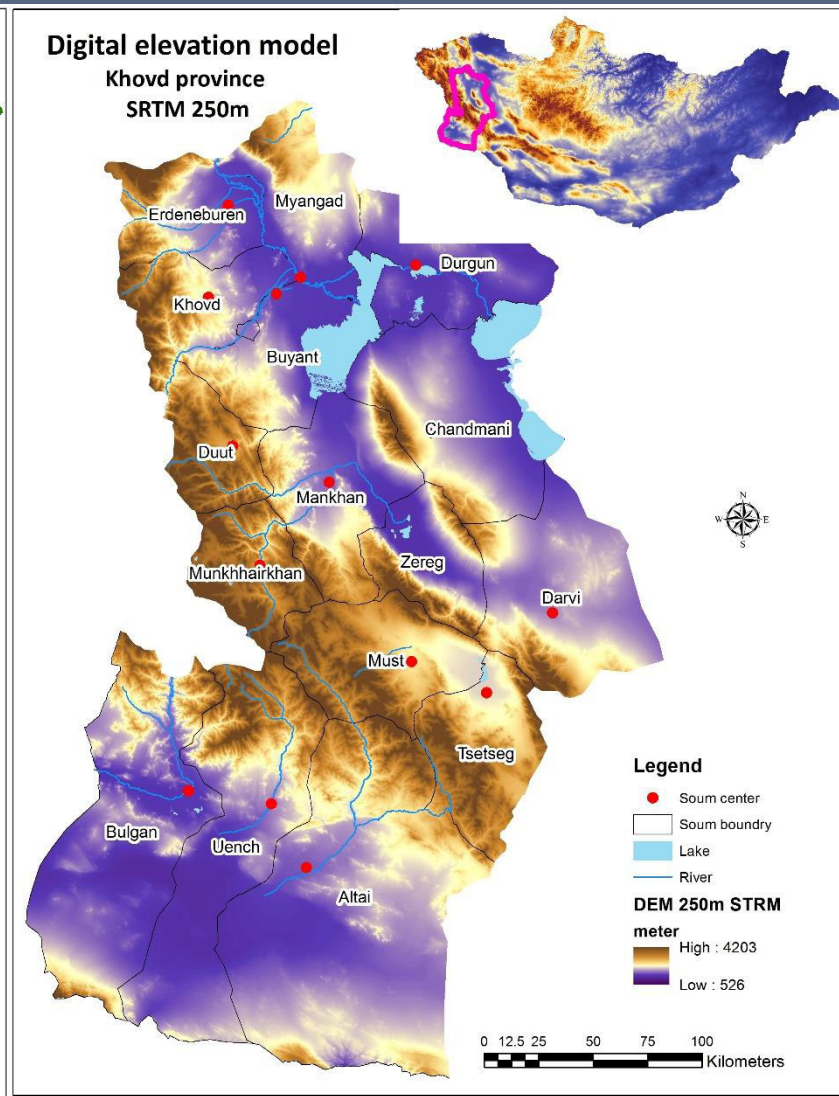 Digital elevation model
Khovd province
SRTM 250m
Erdeneburen
Myangad
Durgun
Khovd
Buyant
Chandmani
Duut
Mankhan
Zereg
Munkhhairkhan
Darvi
Must
Tsetseg
Bulgan
Uench
Altai
N
W E
S
Legend
Soum center
Soum boundry
Lake
River
DEM 250m STRM
meter
High : 4203
Low : 526
0 12.5 25 50 75 100
Kilometers